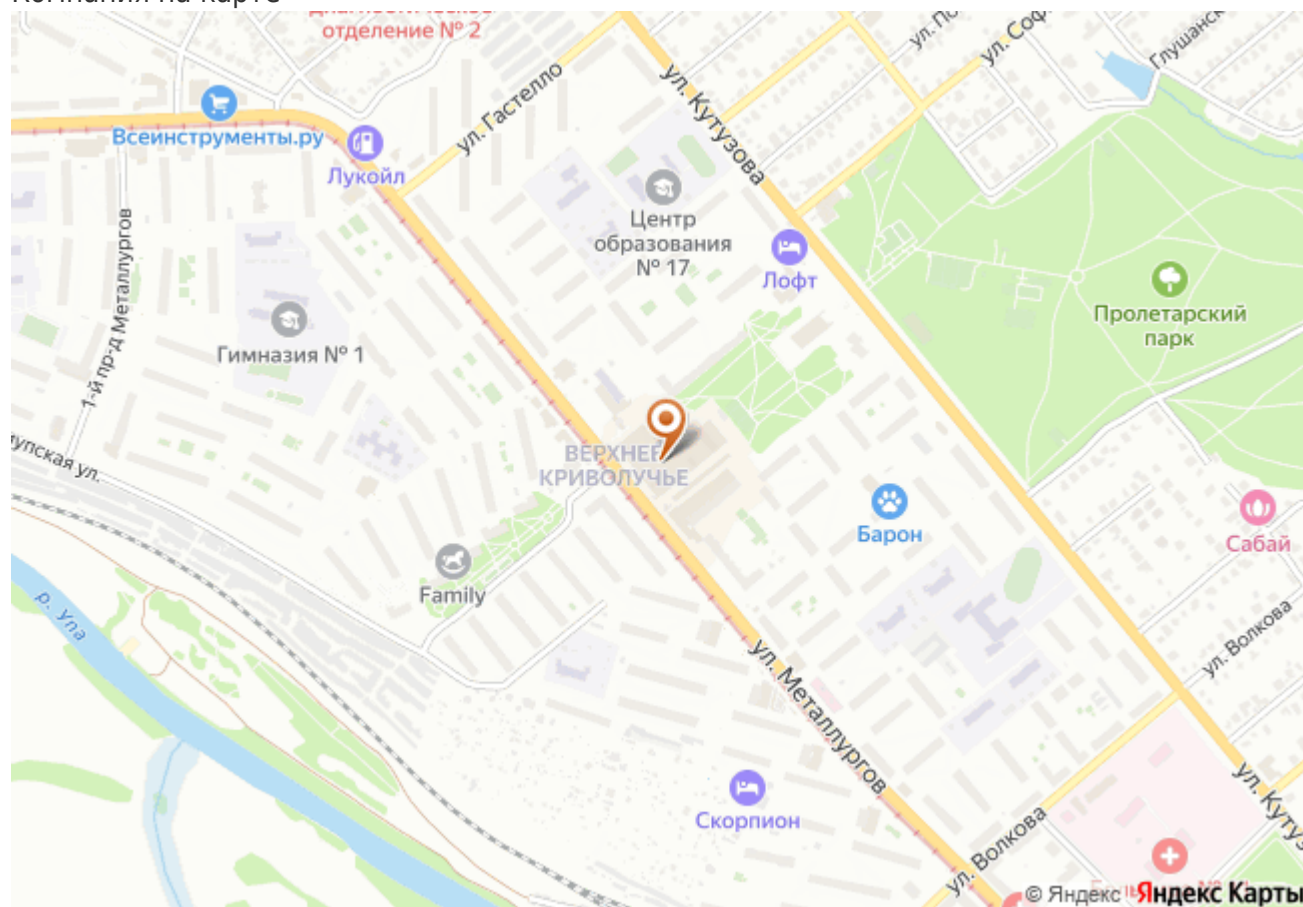 отделение № 2
ул. Гастелло
ул. Кутузова
Всеинструменты.ру
Лукойл
Центр
образования
№ 17
Лофт
Пролетарский
парк
1-й пр-д Металлургов
Гимназия № 1
ВЕРХНЕЕ
КРИВОЛУЧЬЕ
Барон
Сабай
Family
р. Упа
ул. Волкова
ул. Металлургов
Скорпион
ул. Волкова
© Яндекс Яндекс Карты